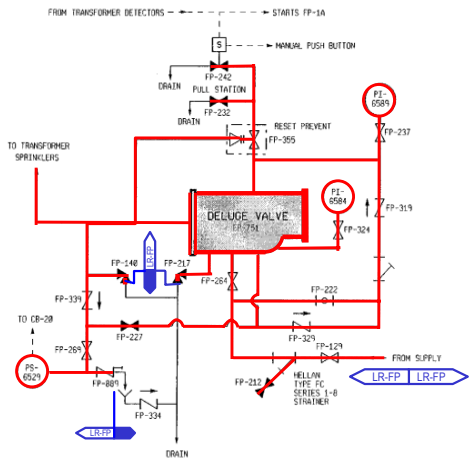 FROM TRANSFORMER DETECTORS
STARTS FP-1A
S
MANUAL PUSH BUTTON
FP-242
DRAIN
PULL STATION
FP-232
DRAIN
PI-
6589
RESET PREVENT
FP-237
FP-355
TO TRANSFORMER
SPRINKLERS
PI-
6584
DELUGE VALVE
FP-751
FP-319
FP-324
LR-FP
FP-140
FP-217
FP-264
FP-222
FP-339
TO CB-20
FP-227
FP-329
FP-269
FP-129
FROM SUPPLY
PS-
6529
FP-809
LR-FP
LR-FP
FP-212
HELLAN
TYPE FC
SERIES 1-8
STRAINER
FP-334
LR-FP
DRAIN